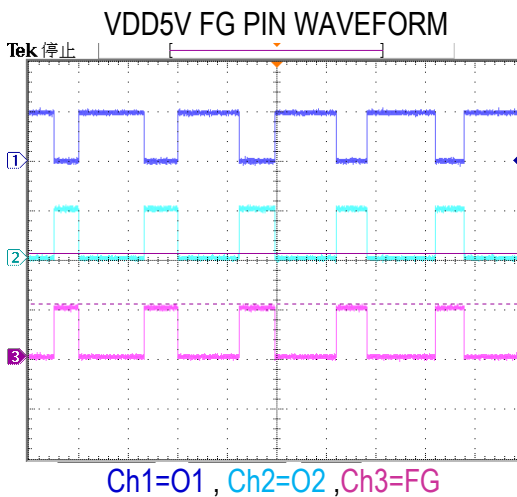 VDD5V FG PIN WAVEFORM
Tek 停止
1
2
3
Ch1=O1 , Ch2=O2 ,Ch3=FG